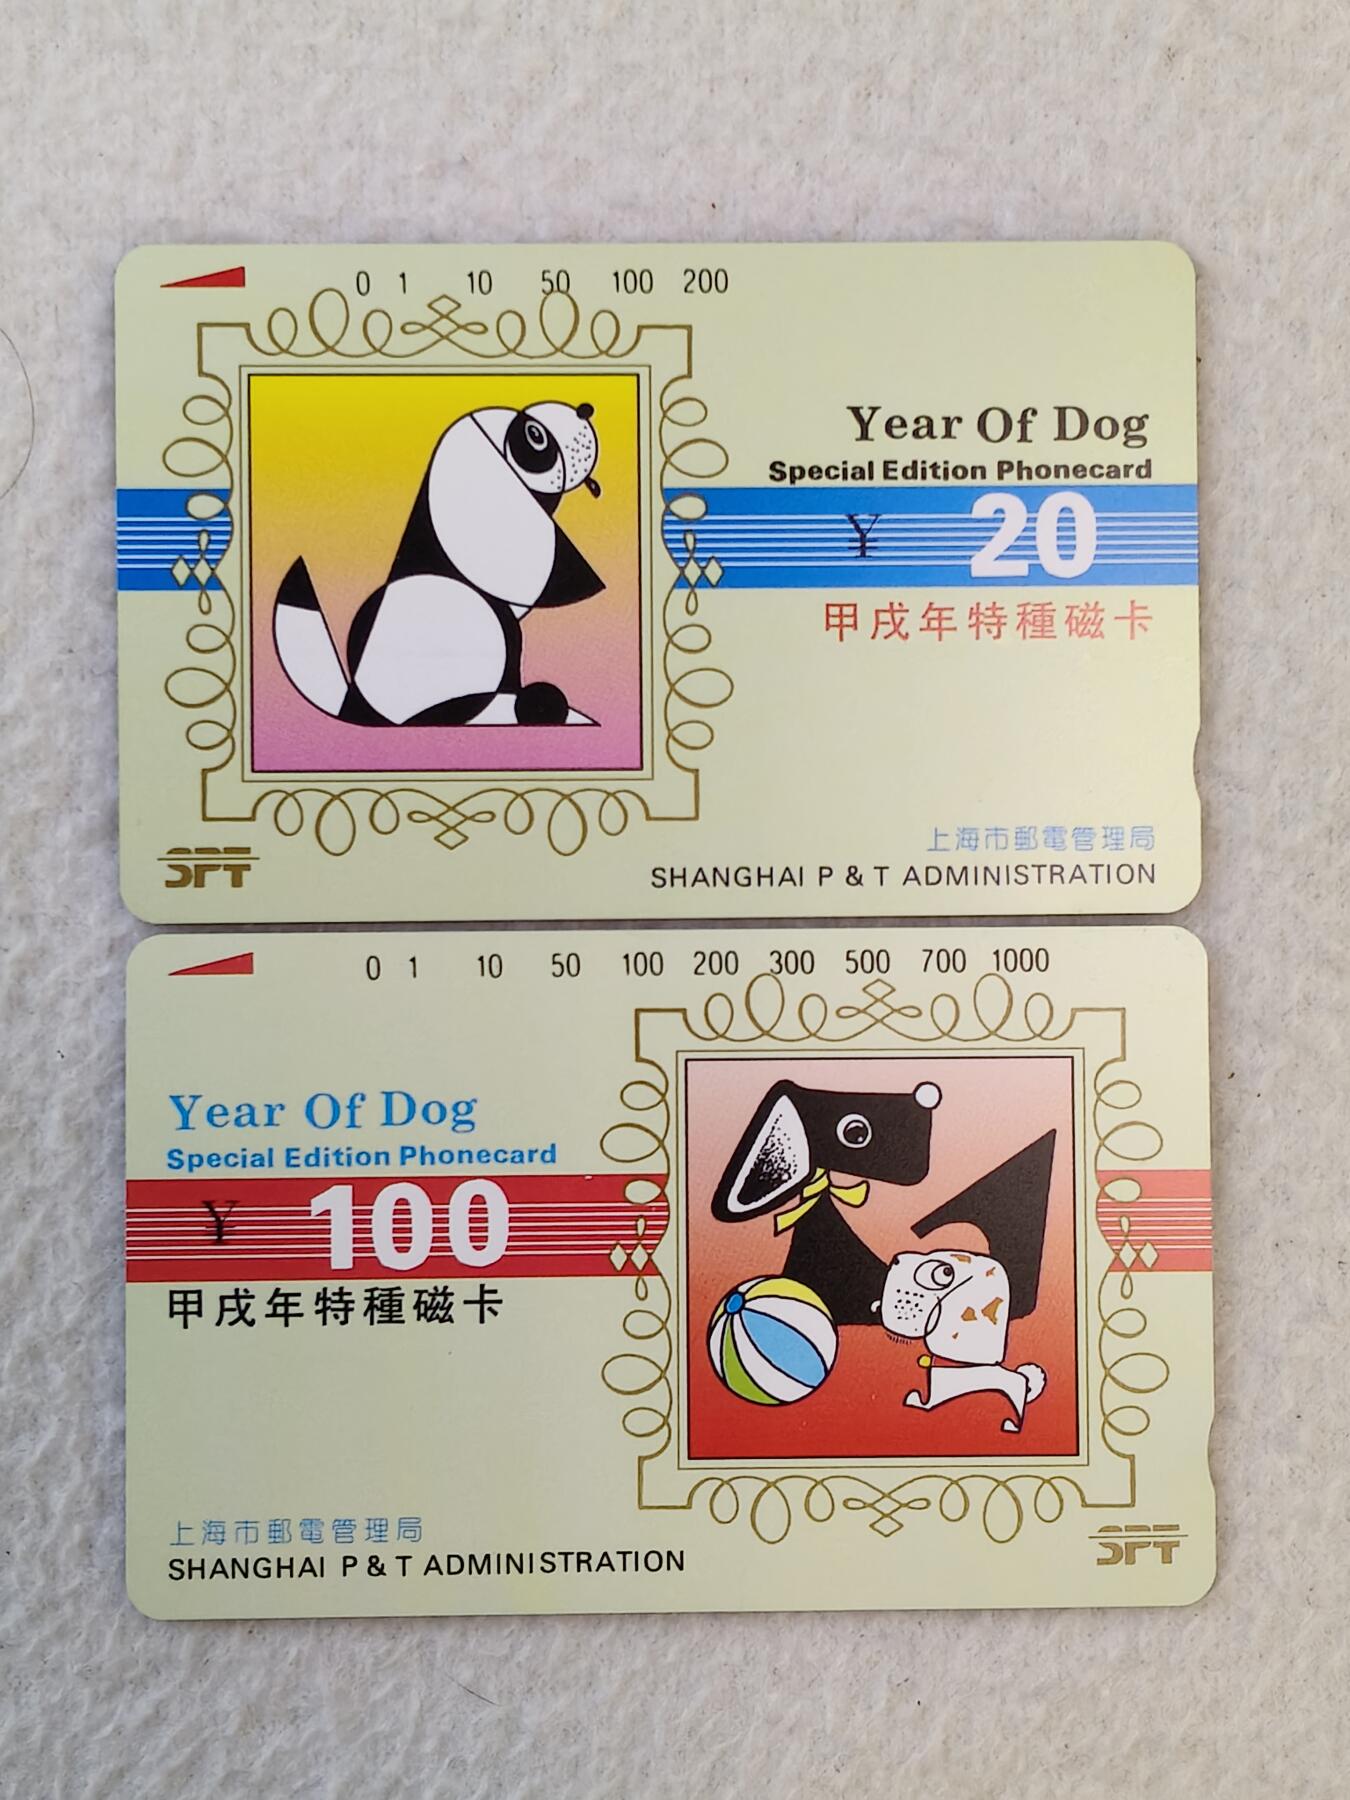 0 1 10 50 100 200
Year Of Dog
Special Edition Phonecard
¥ 20
甲戌年特種磁卡
上海市郵電管理局
SPT
SHANGHAI P & T ADMINISTRATION
0 1 10 50 100 200 300 500 700 1000
Year Of Dog
Special Edition Phonecard
¥ 100
甲戌年特種磁卡
上海市郵電管理局
SHANGHAI P & T ADMINISTRATION
SPT